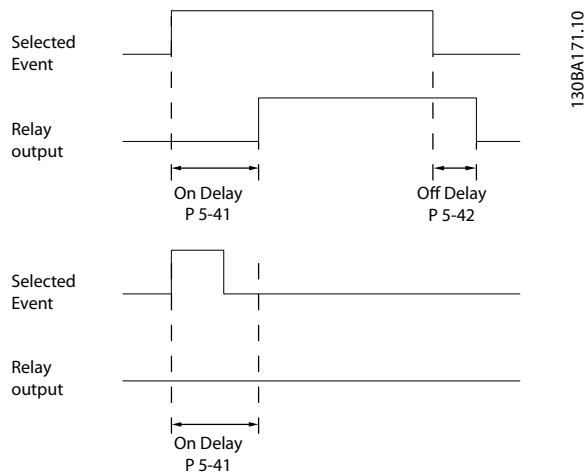 Selected
Event
Relay
output
On Delay
P 5-41
Off Delay
P 5-42
Selected
Event
Relay
output
On Delay
P 5-41
130BA171.10